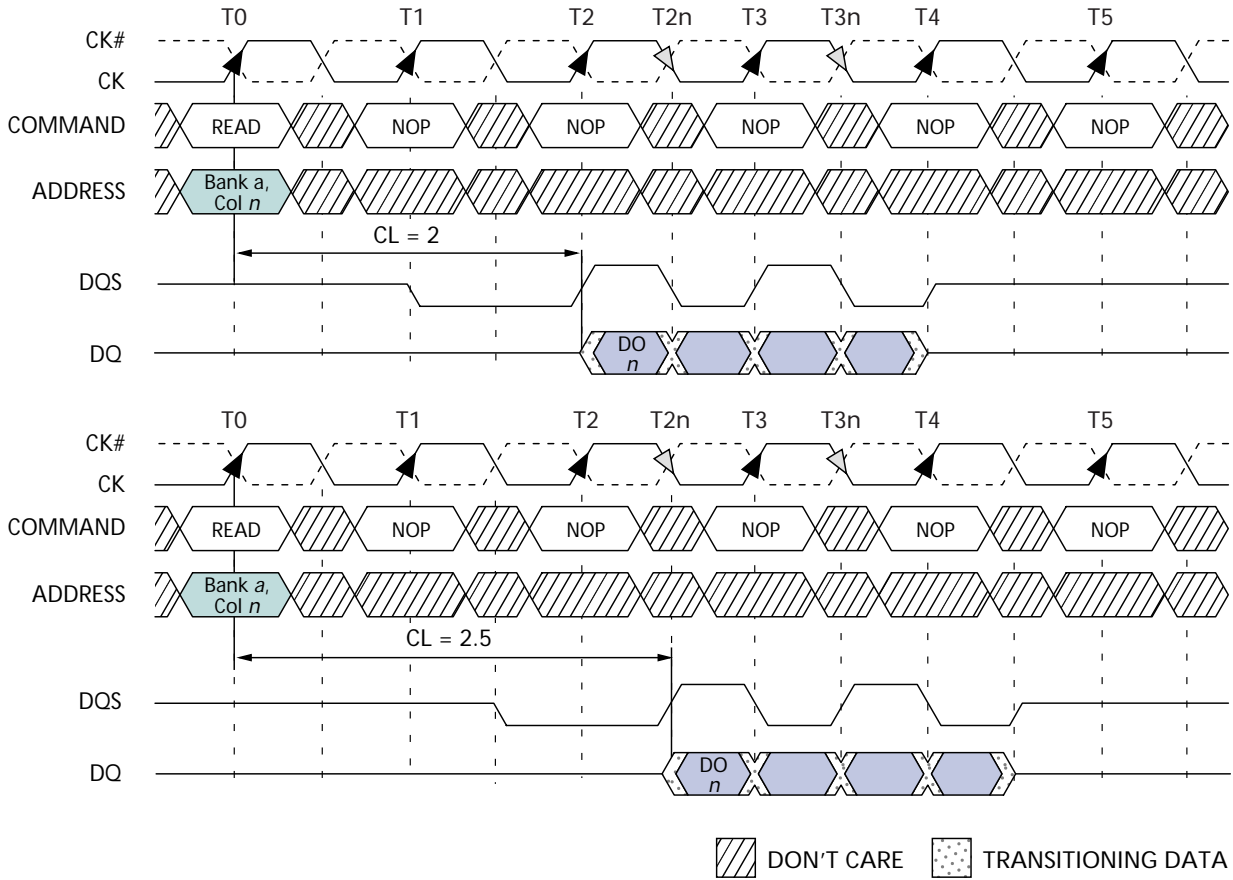 T0 T1 T2 T2n T3 T3n T4 T5
CK#
CK
COMMAND READ NOP NOP NOP NOP NOP
ADDRESS Bank a,
Col n
CL = 2
DQS
DQ DO
n
T0 T1 T2 T2n T3 T3n T4 T5
CK#
CK
COMMAND READ NOP NOP NOP NOP NOP
ADDRESS Bank a,
Col n
CL = 2.5
DQS
DQ DO
n
DON'T CARE TRANSITIONING DATA